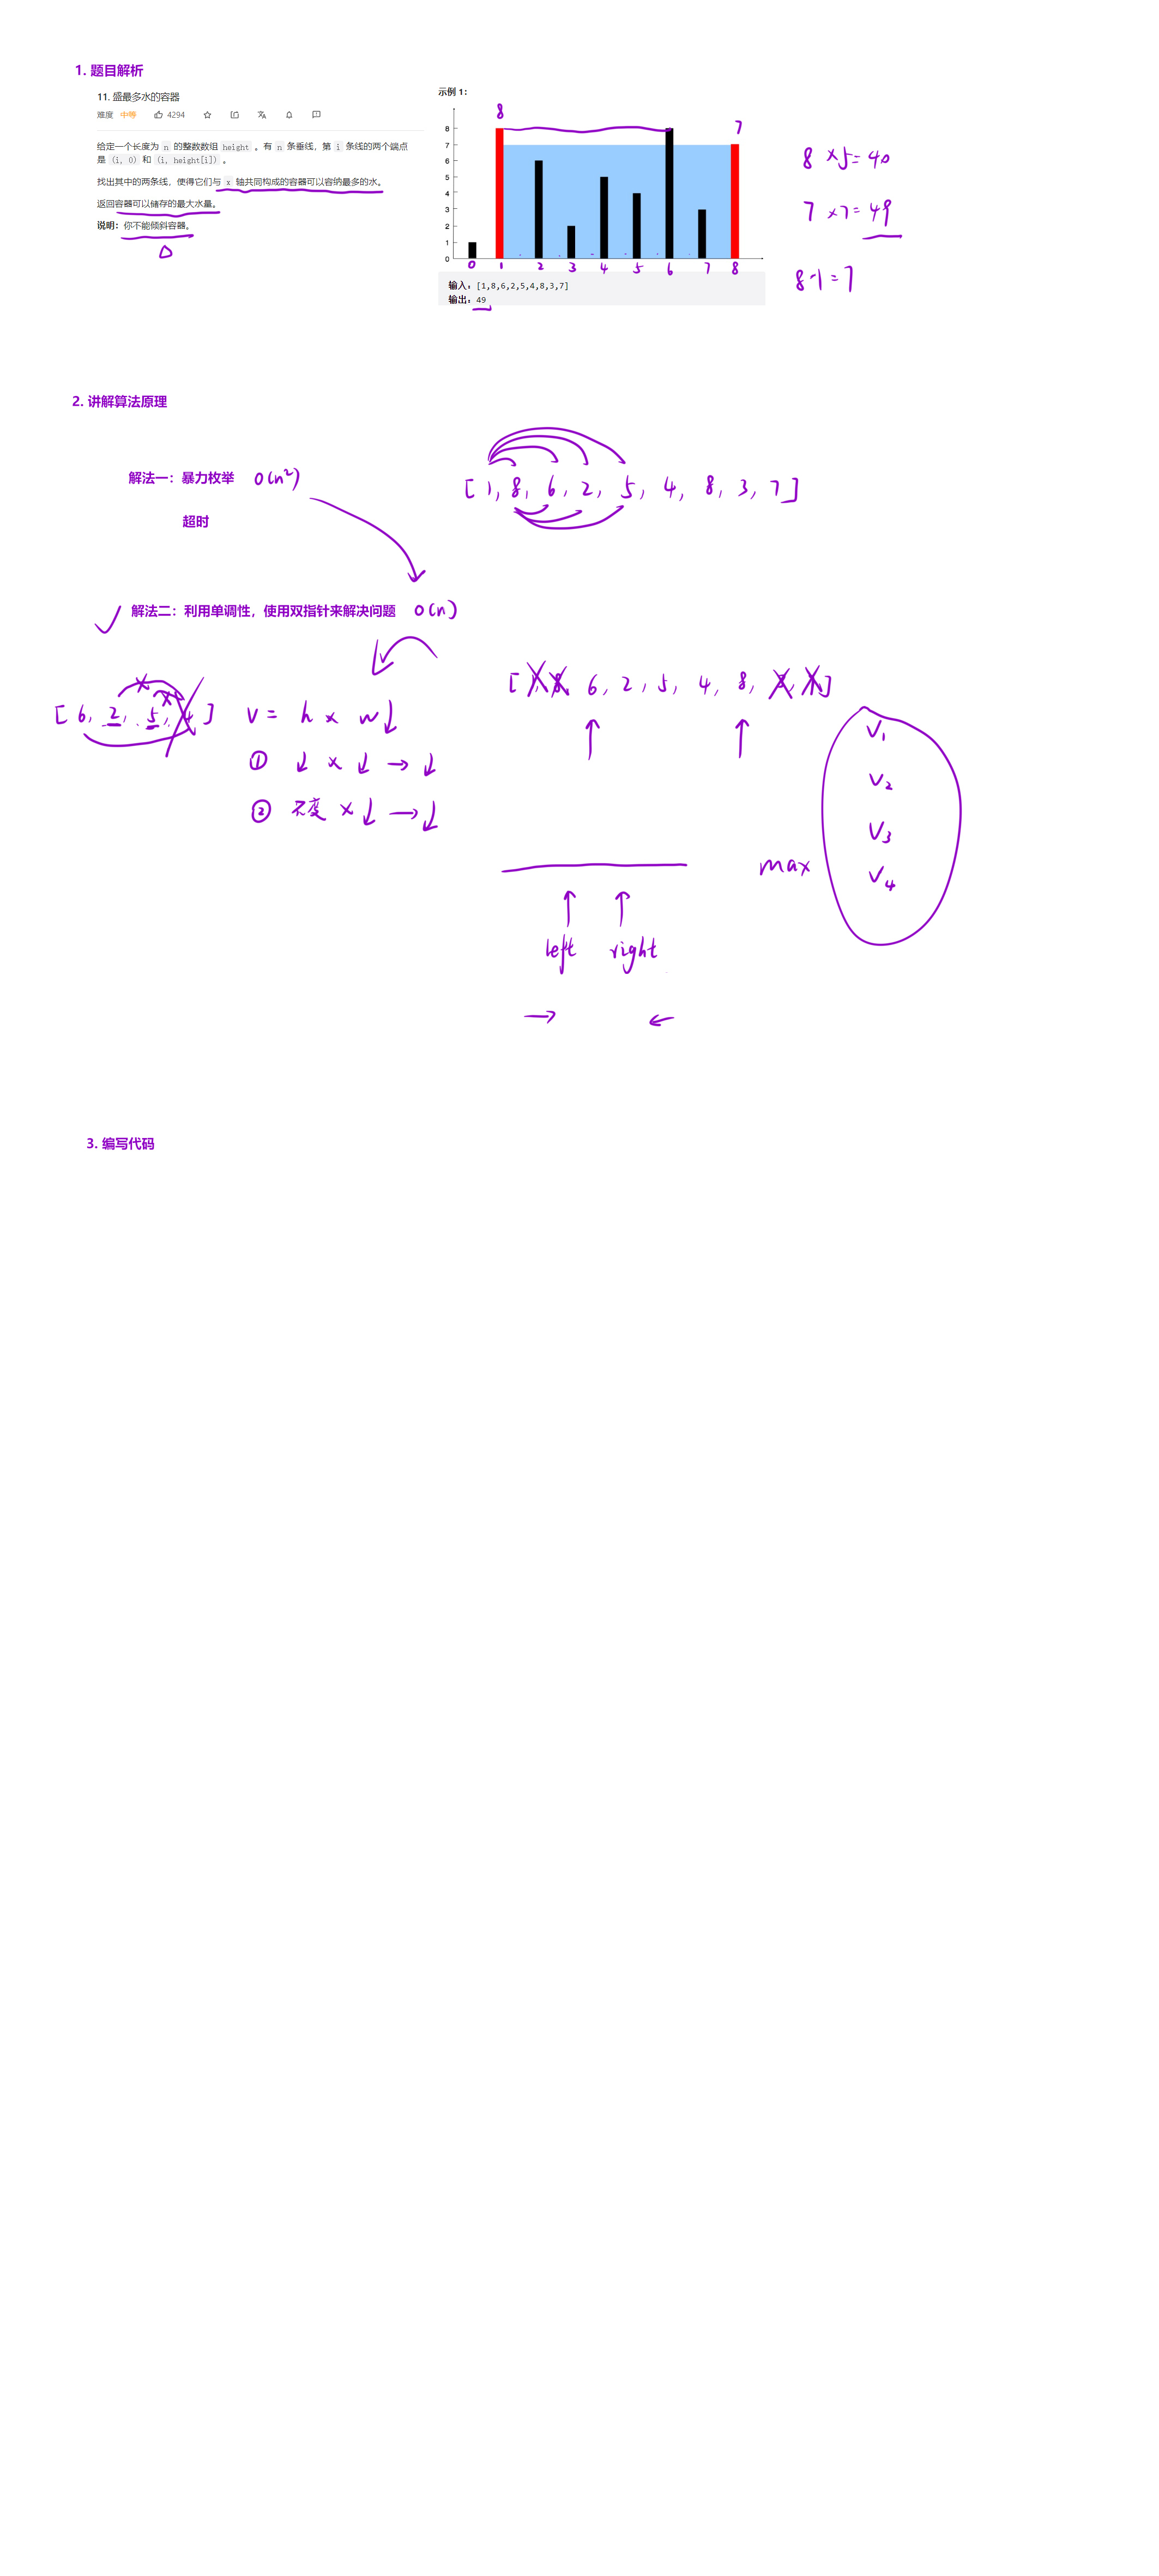 1. 题目解析
11. 盛最多水的容器
难度 中等 4294
给定一个长度为 n 的整数数组 height 。有 n 条垂线，第 i 条线的两个端点
是 (i, 0) 和 (i, height[i]) 。
找出其中的两条线，使得它们与 x 轴共同构成的容器可以容纳最多的水。
返回容器可以储存的最大水量。
说明：你不能倾斜容器。
示例 1：
8
7
8
7
6
5
4
3
2
1
0
0 1 2 3 4 5 6 7 8
输入：[1,8,6,2,5,4,8,3,7]
输出：49
8 × 5 = 40
7 × 7 = 49
8 - 1 = 7
2. 讲解算法原理
解法一：暴力枚举 O(n²)
超时
[ 1, 8, 6, 2, 5, 4, 8, 3, 7 ]
解法二：利用单调性，使用双指针来解决问题 O(n)
[ 6, 2, 5, 4 ]
v = h × w ↓
① ↓ × ↓ → ↓
② 不变 × ↓ → ↓
[ 1, 8, 6, 2, 5, 4, 8, 3, 7 ]
max
V1
V2
V3
V4
left right
→ ←
3. 编写代码